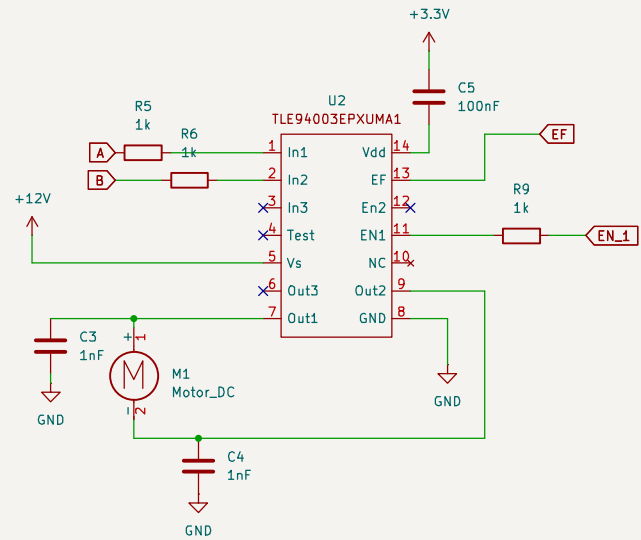 +3.3V
C5
100nF
U2
TLE94003EPXUMA1
R5
1k
R6
1k
A
B
EF
1 In1
2 In2
3 In3
4 Test
5 Vs
6 Out3
7 Out1
Vdd 14
EF 13
En2 12
EN1 11
NC 10
Out2 9
GND 8
+12V
R9
1k
EN_1
C3
1nF
GND
+ 1
M
M1
Motor_DC
- 2
GND
C4
1nF
GND